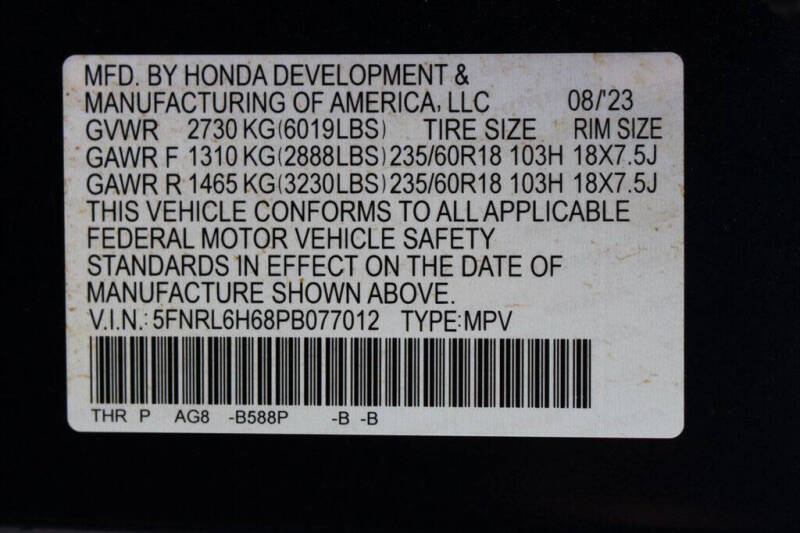 MFD. BY HONDA DEVELOPMENT &
MANUFACTURING OF AMERICA, LLC 08/'23
GVWR 2730 KG(6019LBS) TIRE SIZE RIM SIZE
GAWR F 1310 KG(2888LBS) 235/60R18 103H 18X7.5J
GAWR R 1465 KG(3230LBS) 235/60R18 103H 18X7.5J
THIS VEHICLE CONFORMS TO ALL APPLICABLE
FEDERAL MOTOR VEHICLE SAFETY
STANDARDS IN EFFECT ON THE DATE OF
MANUFACTURE SHOWN ABOVE.
V.I.N.: 5FNRL6H68PB077012 TYPE:MPV
THR P AG8 -B588P -B -B